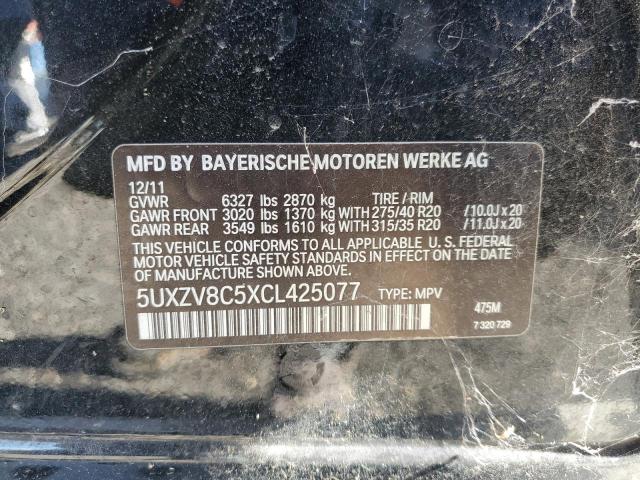 MFD BY BAYERISCHE MOTOREN WERKE AG
12/11
GVWR 6327 lbs 2870 kg TIRE / RIM
GAWR FRONT 3020 lbs 1370 kg WITH 275/40 R20 /10.0J x 20
GAWR REAR 3549 lbs 1610 kg WITH 315/35 R20 /11.0J x 20
THIS VEHICLE CONFORMS TO ALL APPLICABLE U. S. FEDERAL
MOTOR VEHICLE SAFETY STANDARDS IN EFFECT ON THE DATE OF
MANUFACTURE SHOWN ABOVE.
5UXZV8C5XCL425077 TYPE: MPV
475M
7 320 729